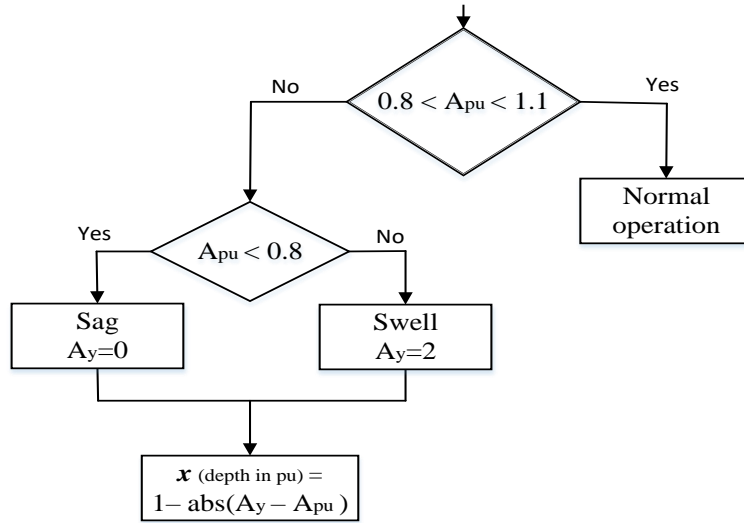 No
0.8 < Apu < 1.1
Yes
Normal
operation
Yes
Apu < 0.8
No
Sag
Ay=0
Swell
Ay=2
x (depth in pu) =
1– abs(Ay – Apu )